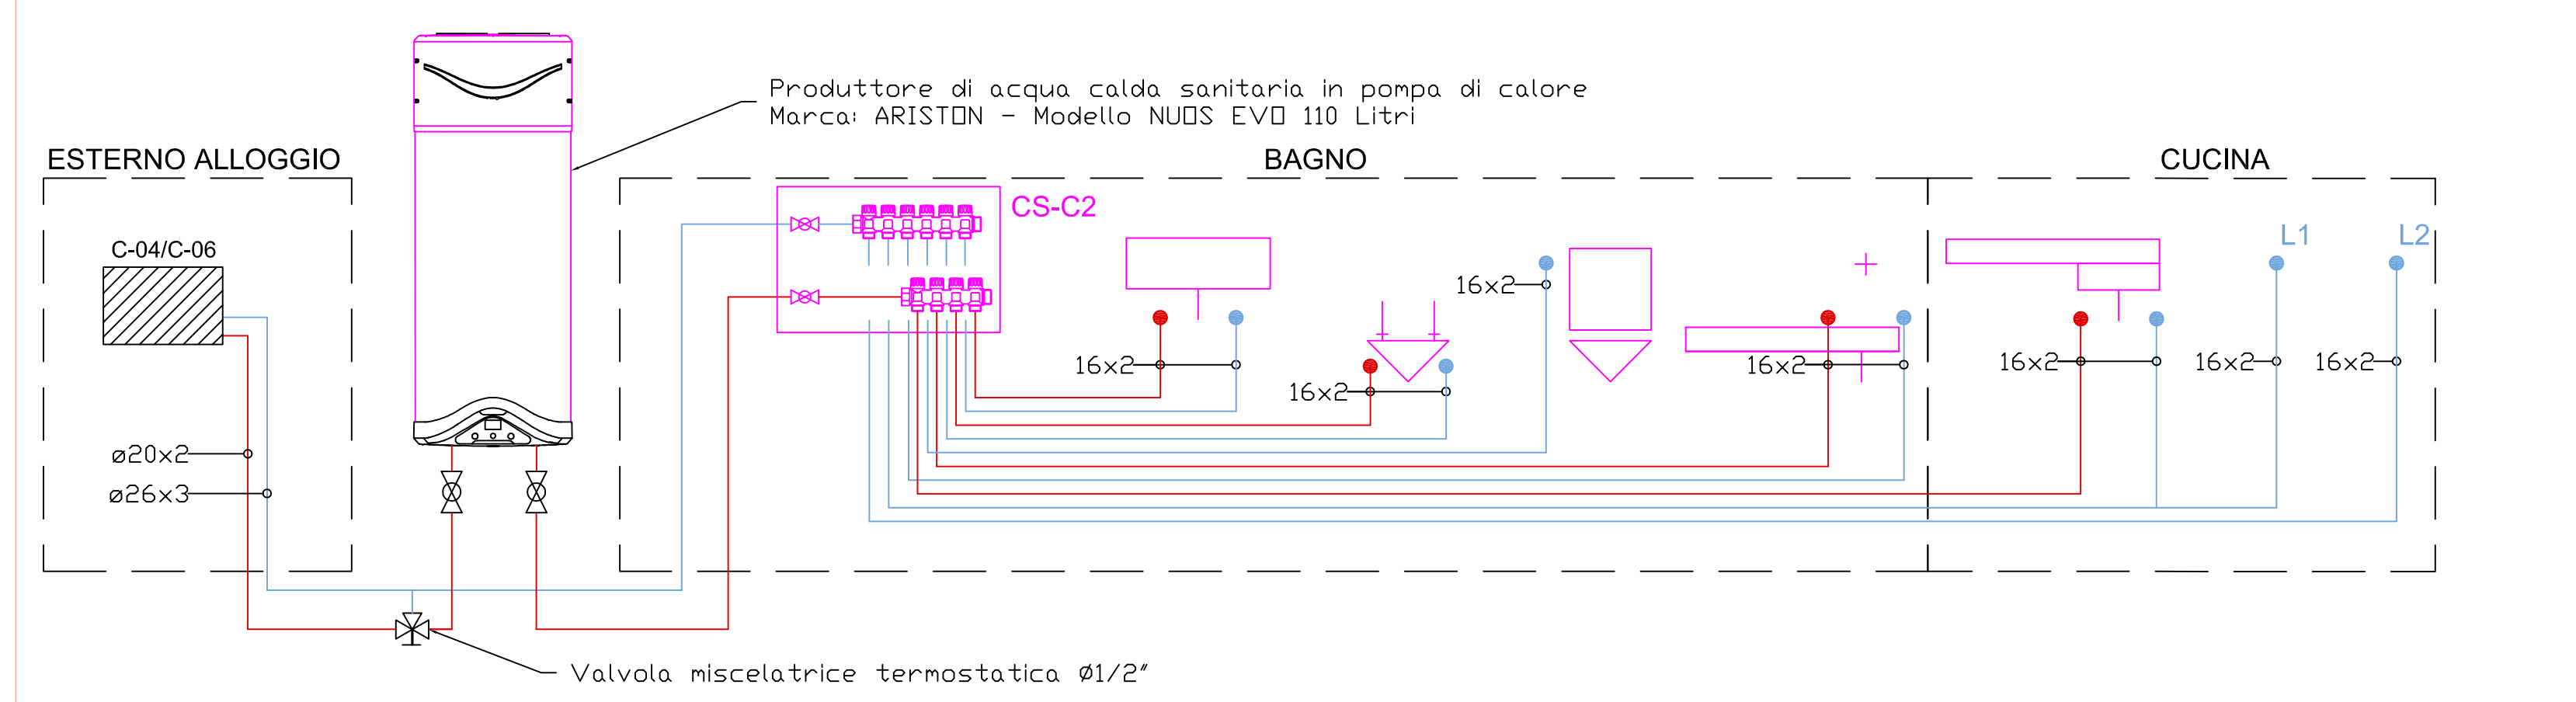 Produttore di acqua calda sanitaria in pompa di calore
Marca: ARISTON - Modello NUOS EVO 110 Litri
ESTERNO ALLOGGIO
BAGNO
CUCINA
CS-C2
C-04/C-06
L1
L2
16x2
16x2
16x2
16x2
16x2
16x2
16x2
ø20x2
ø26x3
Valvola miscelatrice termostatica Ø1/2"